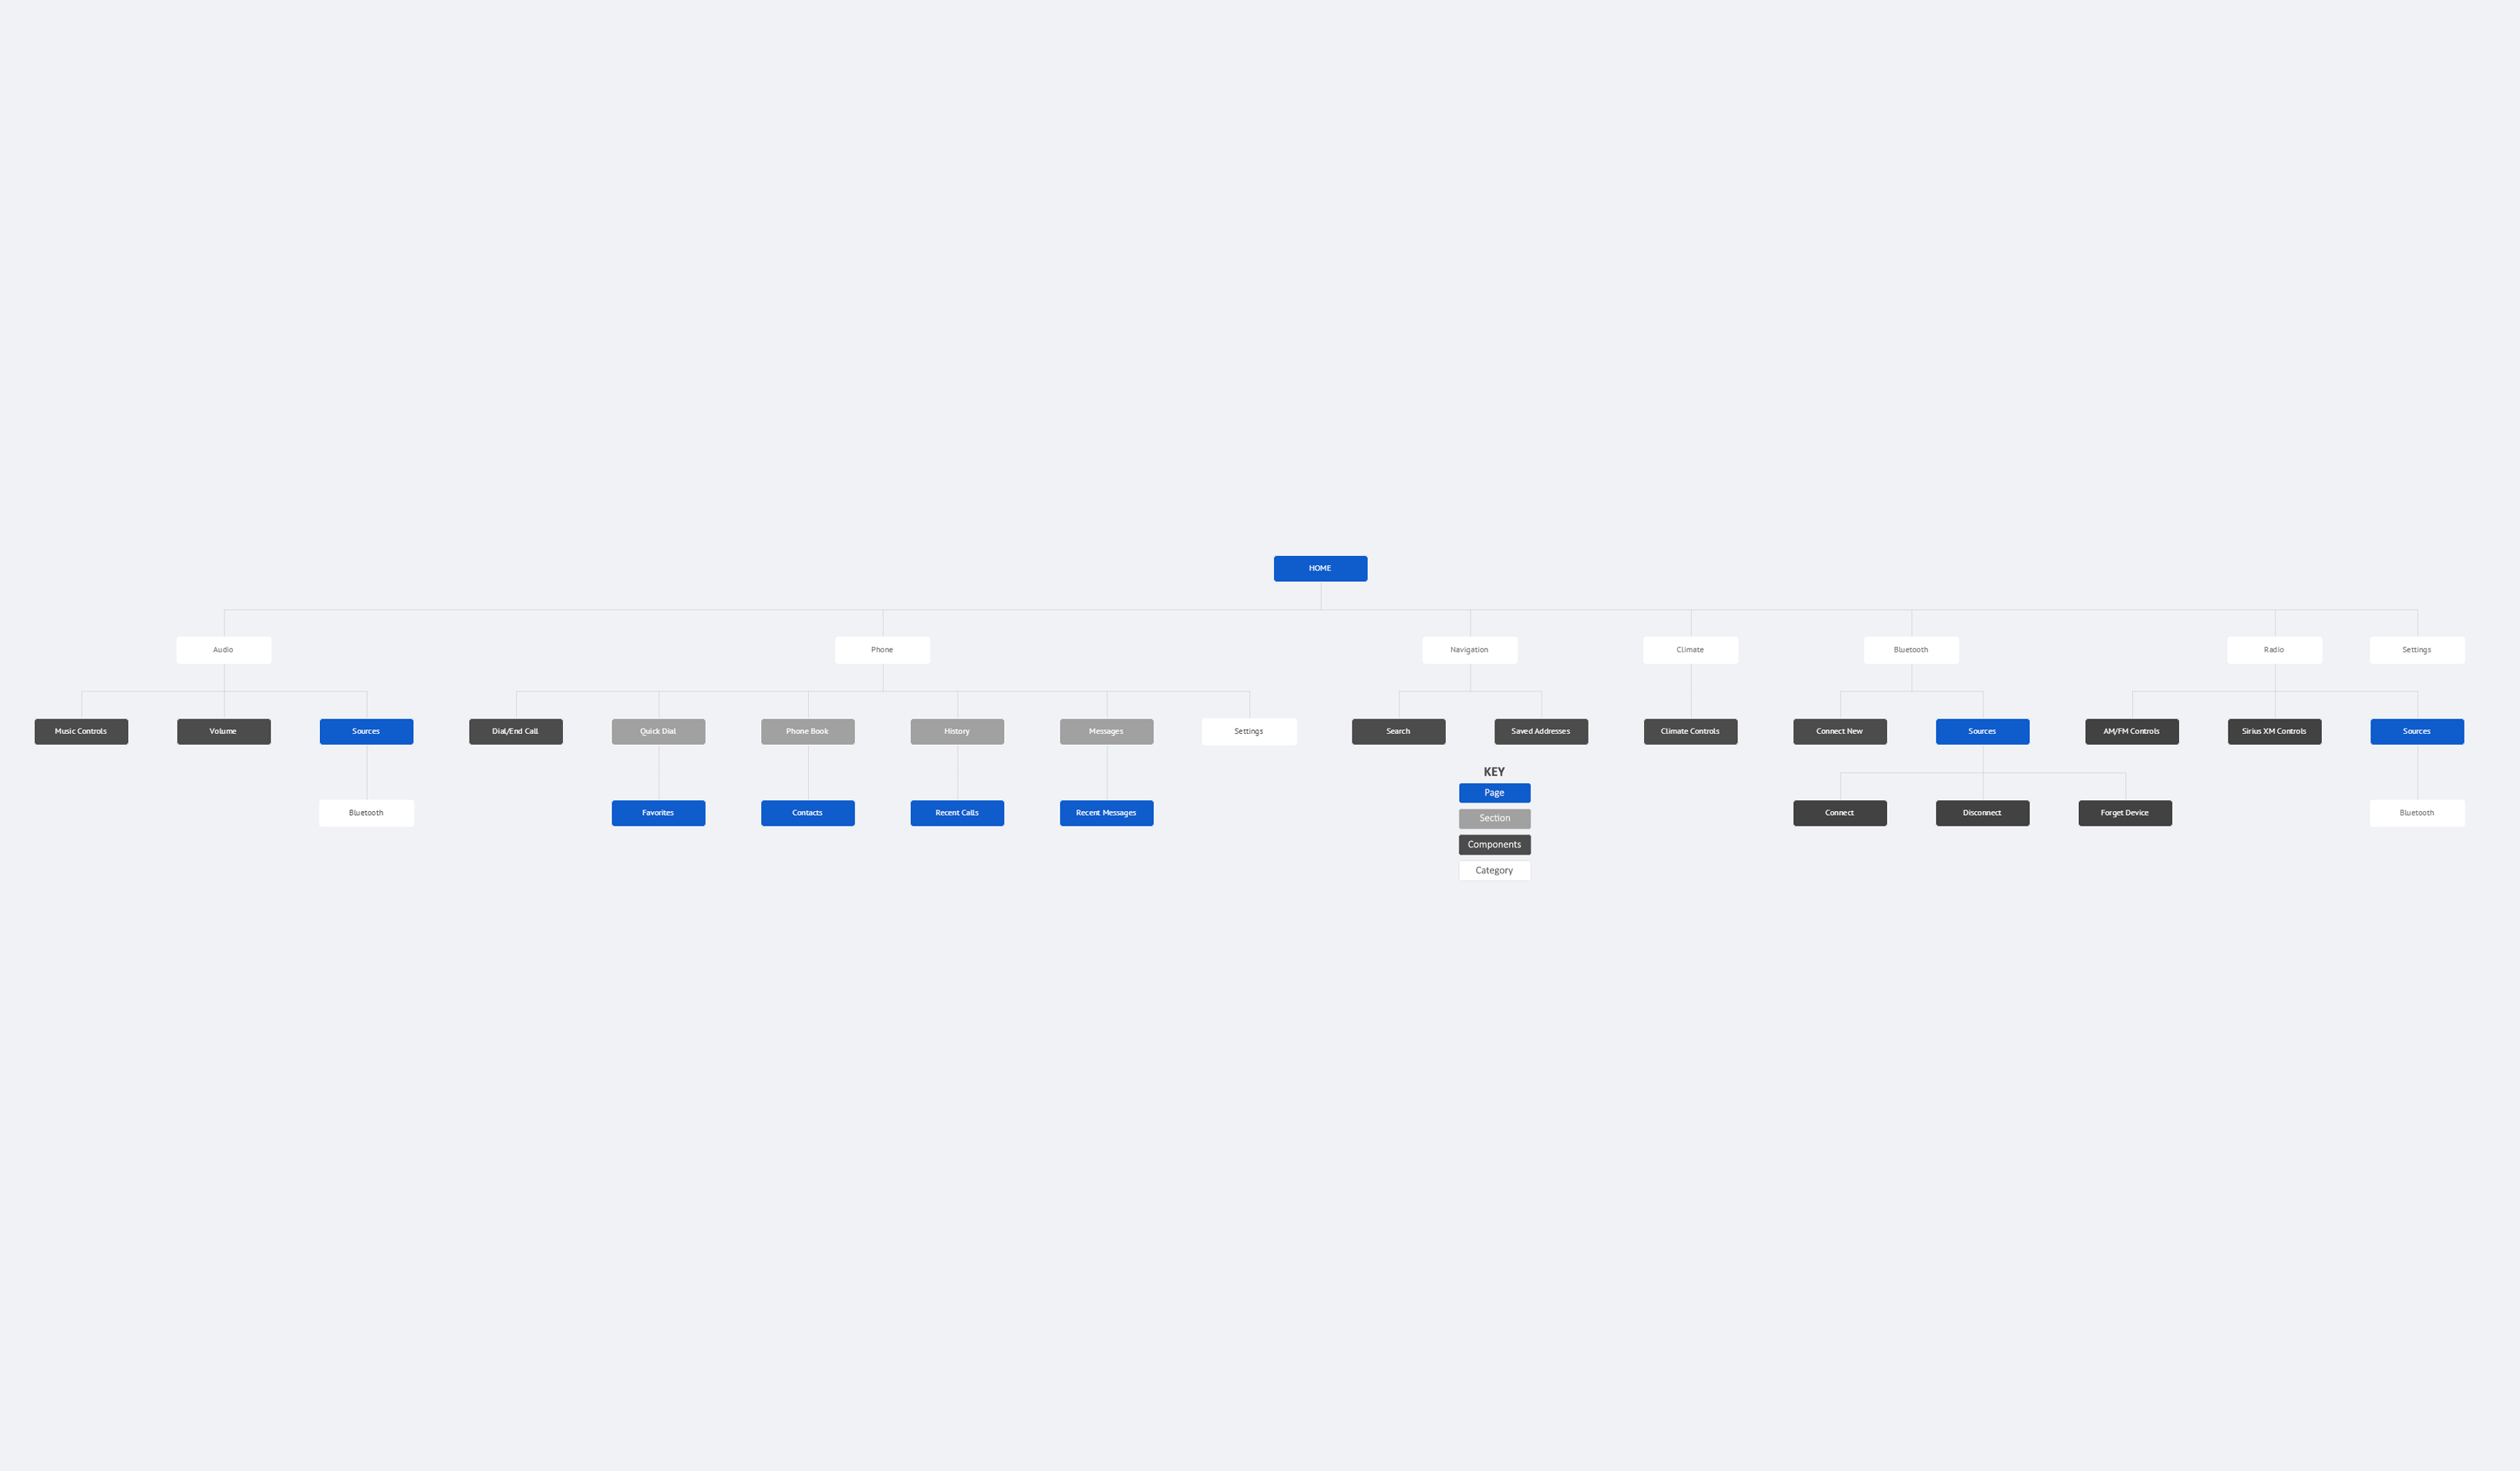 HOME
Audio
Phone
Navigation
Climate
Bluetooth
Radio
Settings
Music Controls
Volume
Sources
Dial/End Call
Quick Dial
Phone Book
History
Messages
Settings
Search
Saved Addresses
Climate Controls
Connect New
Sources
AM/FM Controls
Sirius XM Controls
Sources
Bluetooth
Favorites
Contacts
Recent Calls
Recent Messages
Connect
Disconnect
Forget Device
Bluetooth
KEY
Page
Section
Components
Category